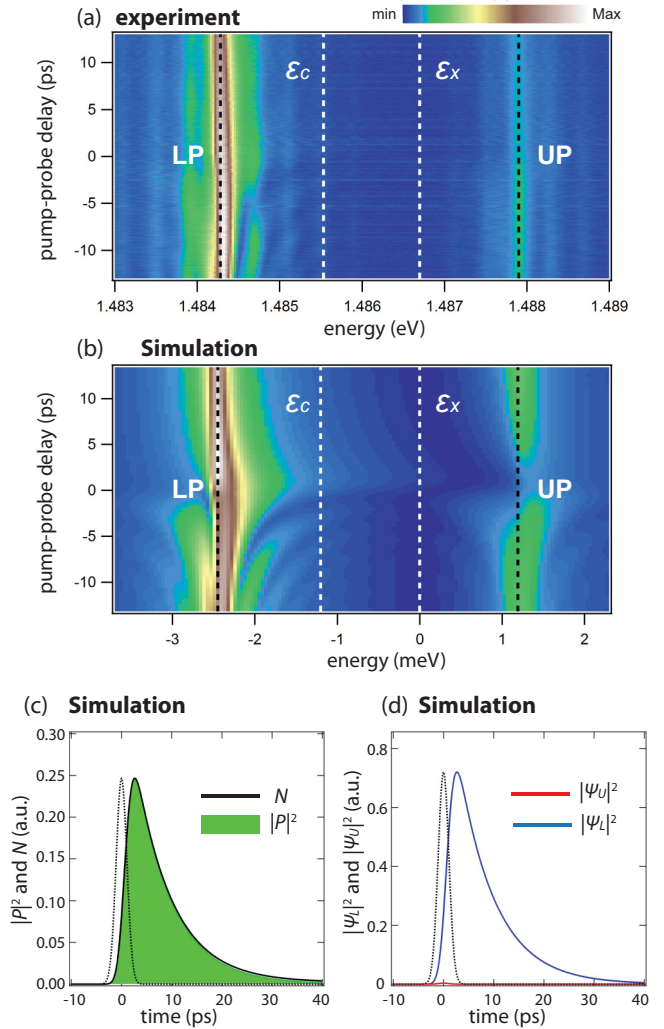 (a) experiment
min Max
pump-probe delay (ps)
10
5
0
-5
-10
LP
εc
εx
UP
1.483 1.484 1.485 1.486 1.487 1.488 1.489
energy (eV)
(b) Simulation
pump-probe delay (ps)
10
5
0
-5
-10
LP
εc
εx
UP
-3 -2 -1 0 1 2
energy (meV)
(c) Simulation
|P|² and N (a.u.)
0.30
0.25
0.20
0.15
0.10
0.05
0.00
N
|P|²
-10 0 10 20 30 40
time (ps)
(d) Simulation
|ΨL|² and |ΨU|² (a.u.)
0.8
0.6
0.4
0.2
0
|ΨU|²
|ΨL|²
-10 0 10 20 30 40
time (ps)